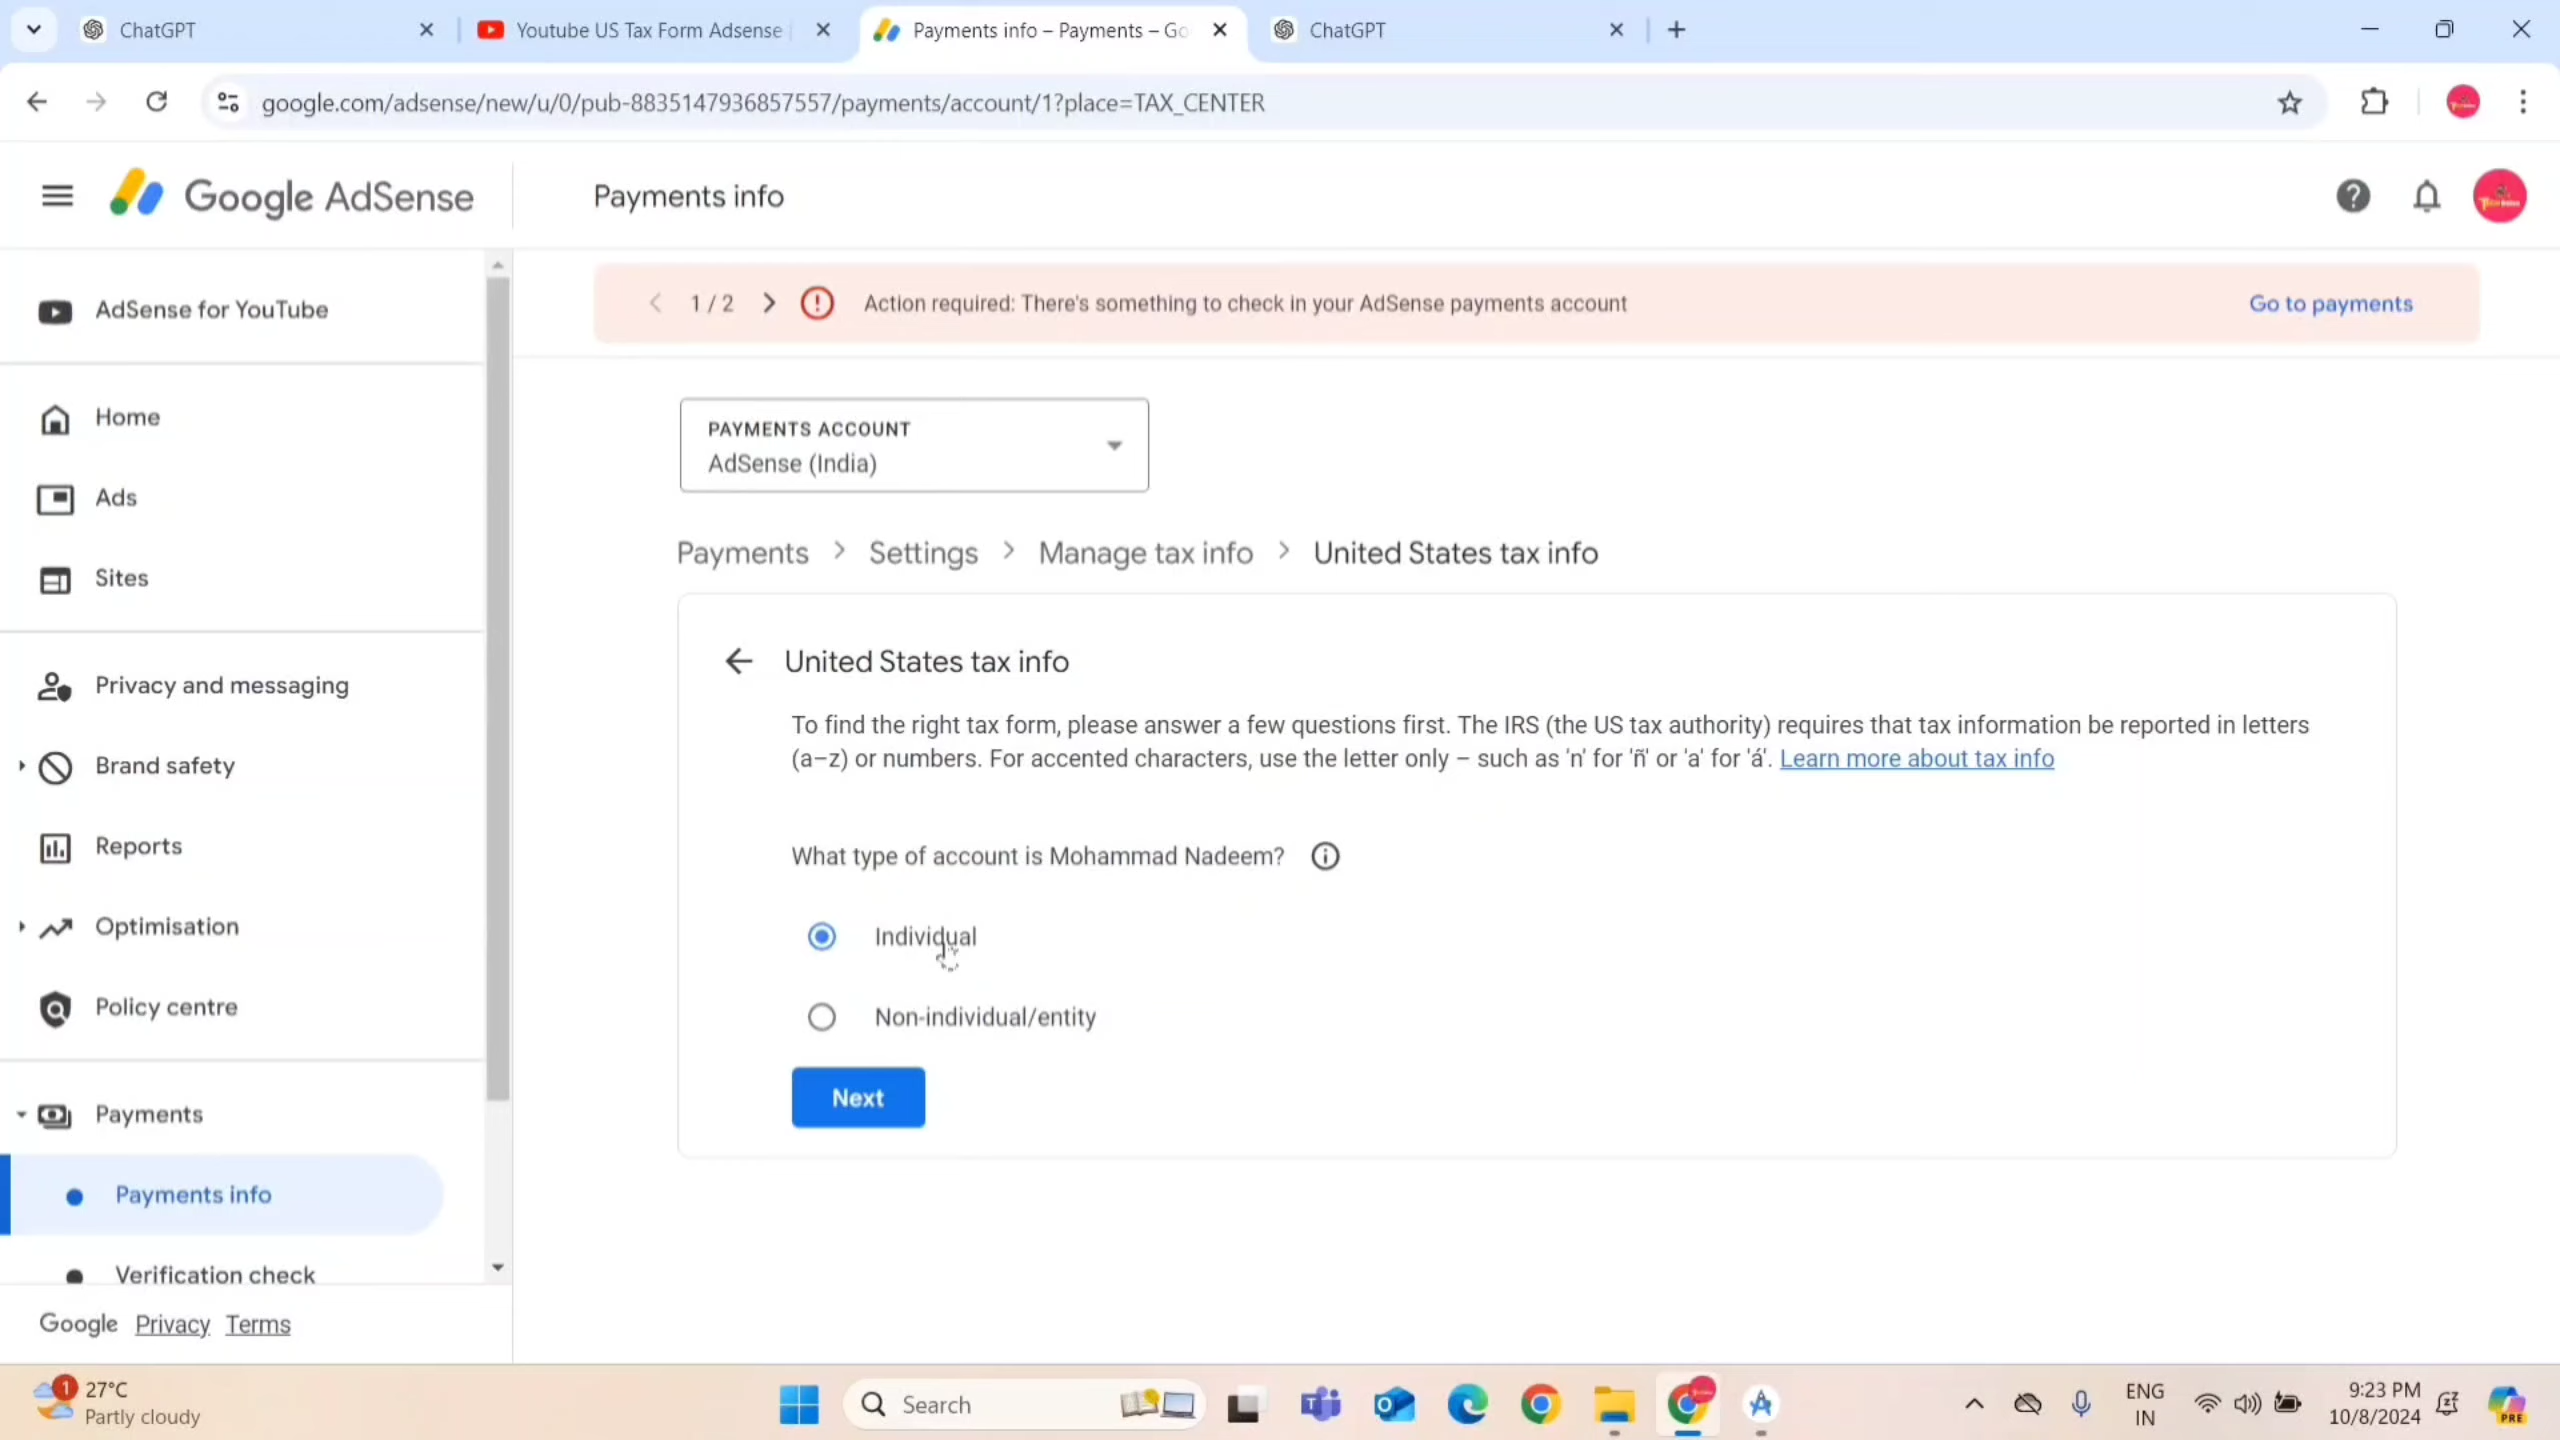 ChatGPT
Youtube US Tax Form Adsense
Payments info – Payments – Go
ChatGPT
google.com/adsense/new/u/0/pub-8835147936857557/payments/account/1?place=TAX_CENTER
Google AdSense
Payments info
AdSense for YouTube
Home
Ads
Sites
Privacy and messaging
Brand safety
Reports
Optimisation
Policy centre
Payments
Payments info
Verification check
Google Privacy Terms
1 / 2
Action required: There's something to check in your AdSense payments account
Go to payments
PAYMENTS ACCOUNT
AdSense (India)
Payments > Settings > Manage tax info > United States tax info
United States tax info
To find the right tax form, please answer a few questions first. The IRS (the US tax authority) requires that tax information be reported in letters
(a–z) or numbers. For accented characters, use the letter only – such as 'n' for 'ñ' or 'a' for 'á'. Learn more about tax info
What type of account is Mohammad Nadeem?
Individual
Non-individual/entity
Next
1
27°C
Partly cloudy
Search
ENG
IN
9:23 PM
10/8/2024
PRE